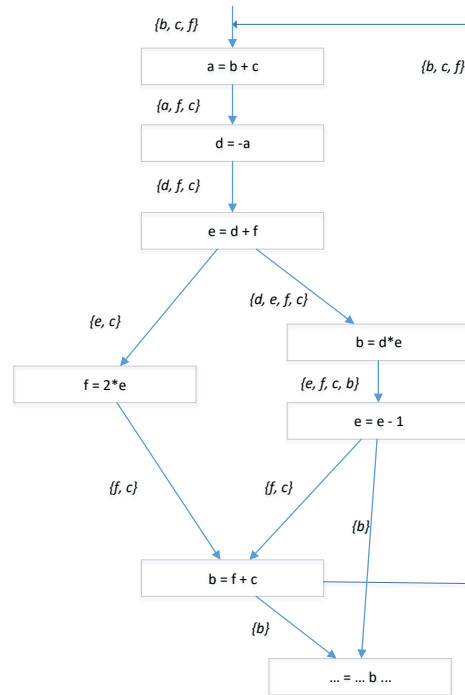 {b, c, f}
a = b + c
{b, c, f}
{a, f, c}
d = -a
{d, f, c}
e = d + f
{d, e, f, c}
{e, c}
b = d*e
f = 2*e
{e, f, c, b}
e = e - 1
{f, c}
{f, c}
{b}
b = f + c
{b}
... = ... b ...